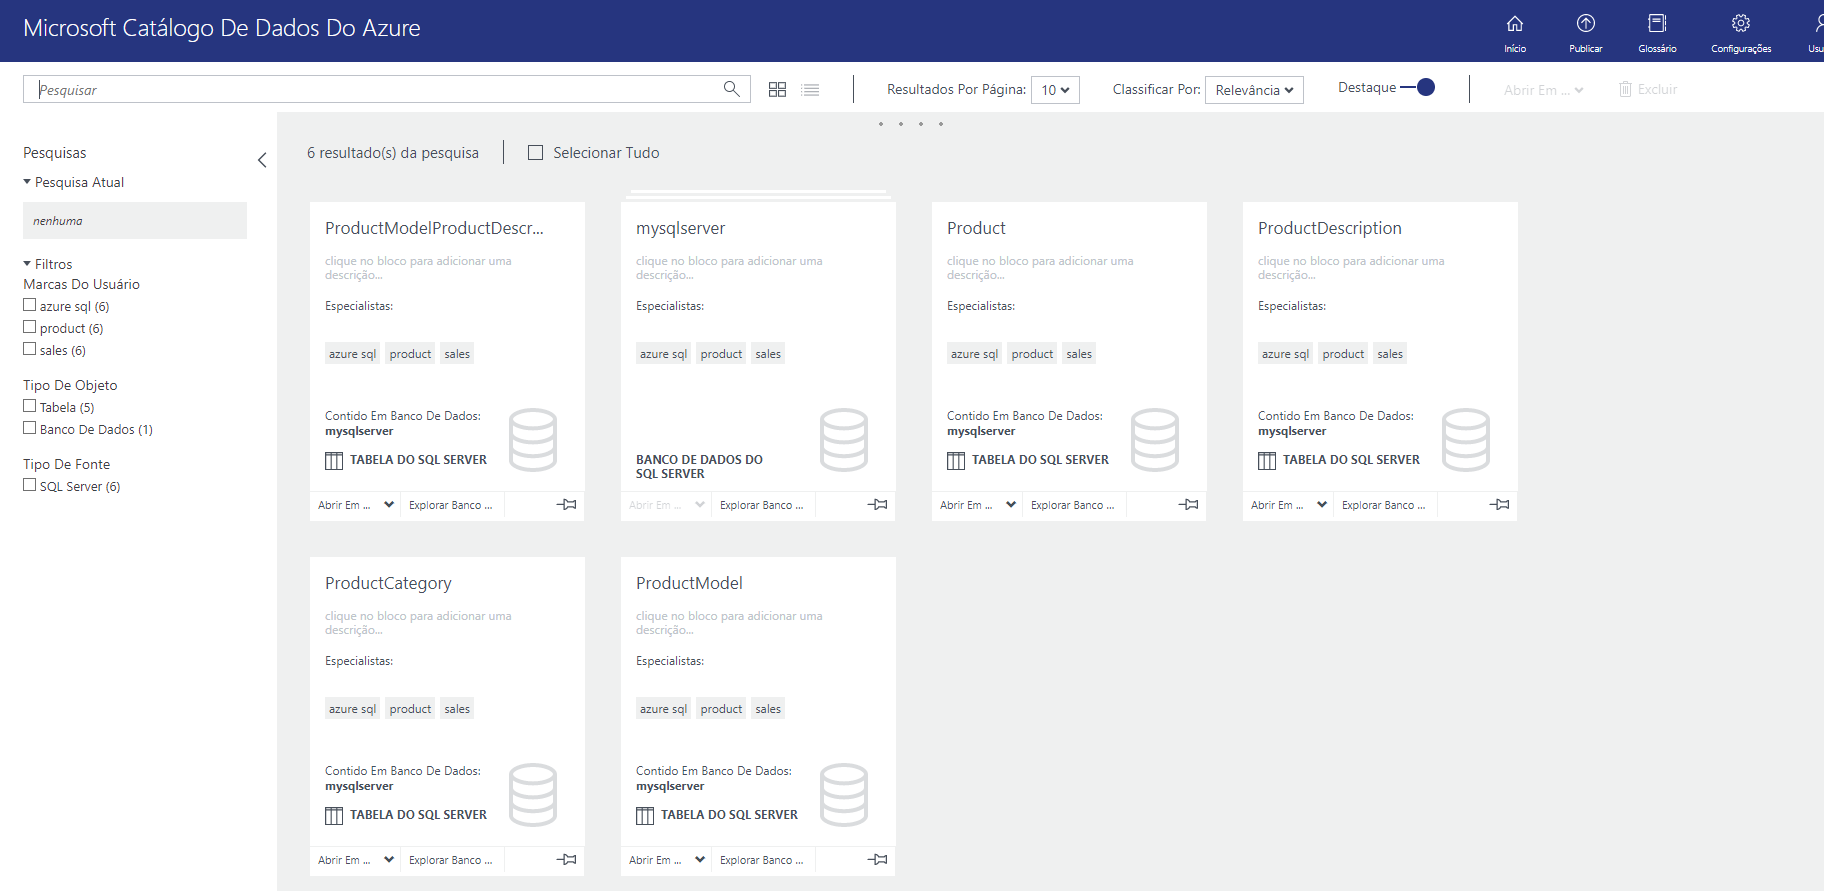 Microsoft Catálogo De Dados Do Azure
Início
Publicar
Glossário
Configurações
Pesquisar
Resultados Por Página:
10
Classificar Por:
Relevância
Destaque
Abrir Em ...
Excluir
Pesquisas
Pesquisa Atual
nenhuma
Filtros
Marcas Do Usuário
azure sql (6)
product (6)
sales (6)
Tipo De Objeto
Tabela (5)
Banco De Dados (1)
Tipo De Fonte
SQL Server (6)
6 resultado(s) da pesquisa
Selecionar Tudo
ProductModelProductDescr...
clique no bloco para adicionar uma
descrição...
Especialistas:
azure sql product sales
Contido Em Banco De Dados:
mysqlserver
TABELA DO SQL SERVER
Abrir Em ...
Explorar Banco ...
mysqlserver
clique no bloco para adicionar uma
descrição...
Especialistas:
azure sql product sales
BANCO DE DADOS DO
SQL SERVER
Abrir Em ...
Explorar Banco ...
Product
clique no bloco para adicionar uma
descrição...
Especialistas:
azure sql product sales
Contido Em Banco De Dados:
mysqlserver
TABELA DO SQL SERVER
Abrir Em ...
Explorar Banco ...
ProductDescription
clique no bloco para adicionar uma
descrição...
Especialistas:
azure sql product sales
Contido Em Banco De Dados:
mysqlserver
TABELA DO SQL SERVER
Abrir Em ...
Explorar Banco ...
ProductCategory
clique no bloco para adicionar uma
descrição...
Especialistas:
azure sql product sales
Contido Em Banco De Dados:
mysqlserver
TABELA DO SQL SERVER
Abrir Em ...
Explorar Banco ...
ProductModel
clique no bloco para adicionar uma
descrição...
Especialistas:
azure sql product sales
Contido Em Banco De Dados:
mysqlserver
TABELA DO SQL SERVER
Abrir Em ...
Explorar Banco ...